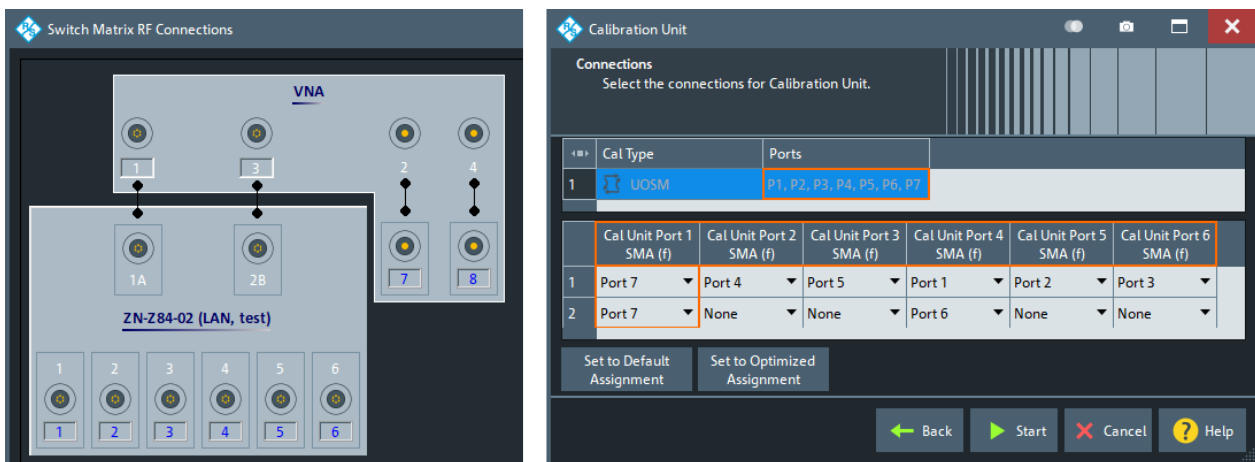 Switch Matrix RF Connections
VNA
1 3 2 4
1A 2B 7 8
ZN-Z84-02 (LAN, test)
1 2 3 4 5 6
1 2 3 4 5 6
Calibration Unit
Connections
Select the connections for Calibration Unit.
Cal Type Ports
1 UOSM P1, P2, P3, P4, P5, P6, P7
Cal Unit Port 1 Cal Unit Port 2 Cal Unit Port 3 Cal Unit Port 4 Cal Unit Port 5 Cal Unit Port 6
SMA (f) SMA (f) SMA (f) SMA (f) SMA (f) SMA (f)
1 Port 7 Port 4 Port 5 Port 1 Port 2 Port 3
2 Port 7 None None Port 6 None None
Set to Default Set to Optimized
Assignment Assignment
Back Start Cancel ? Help